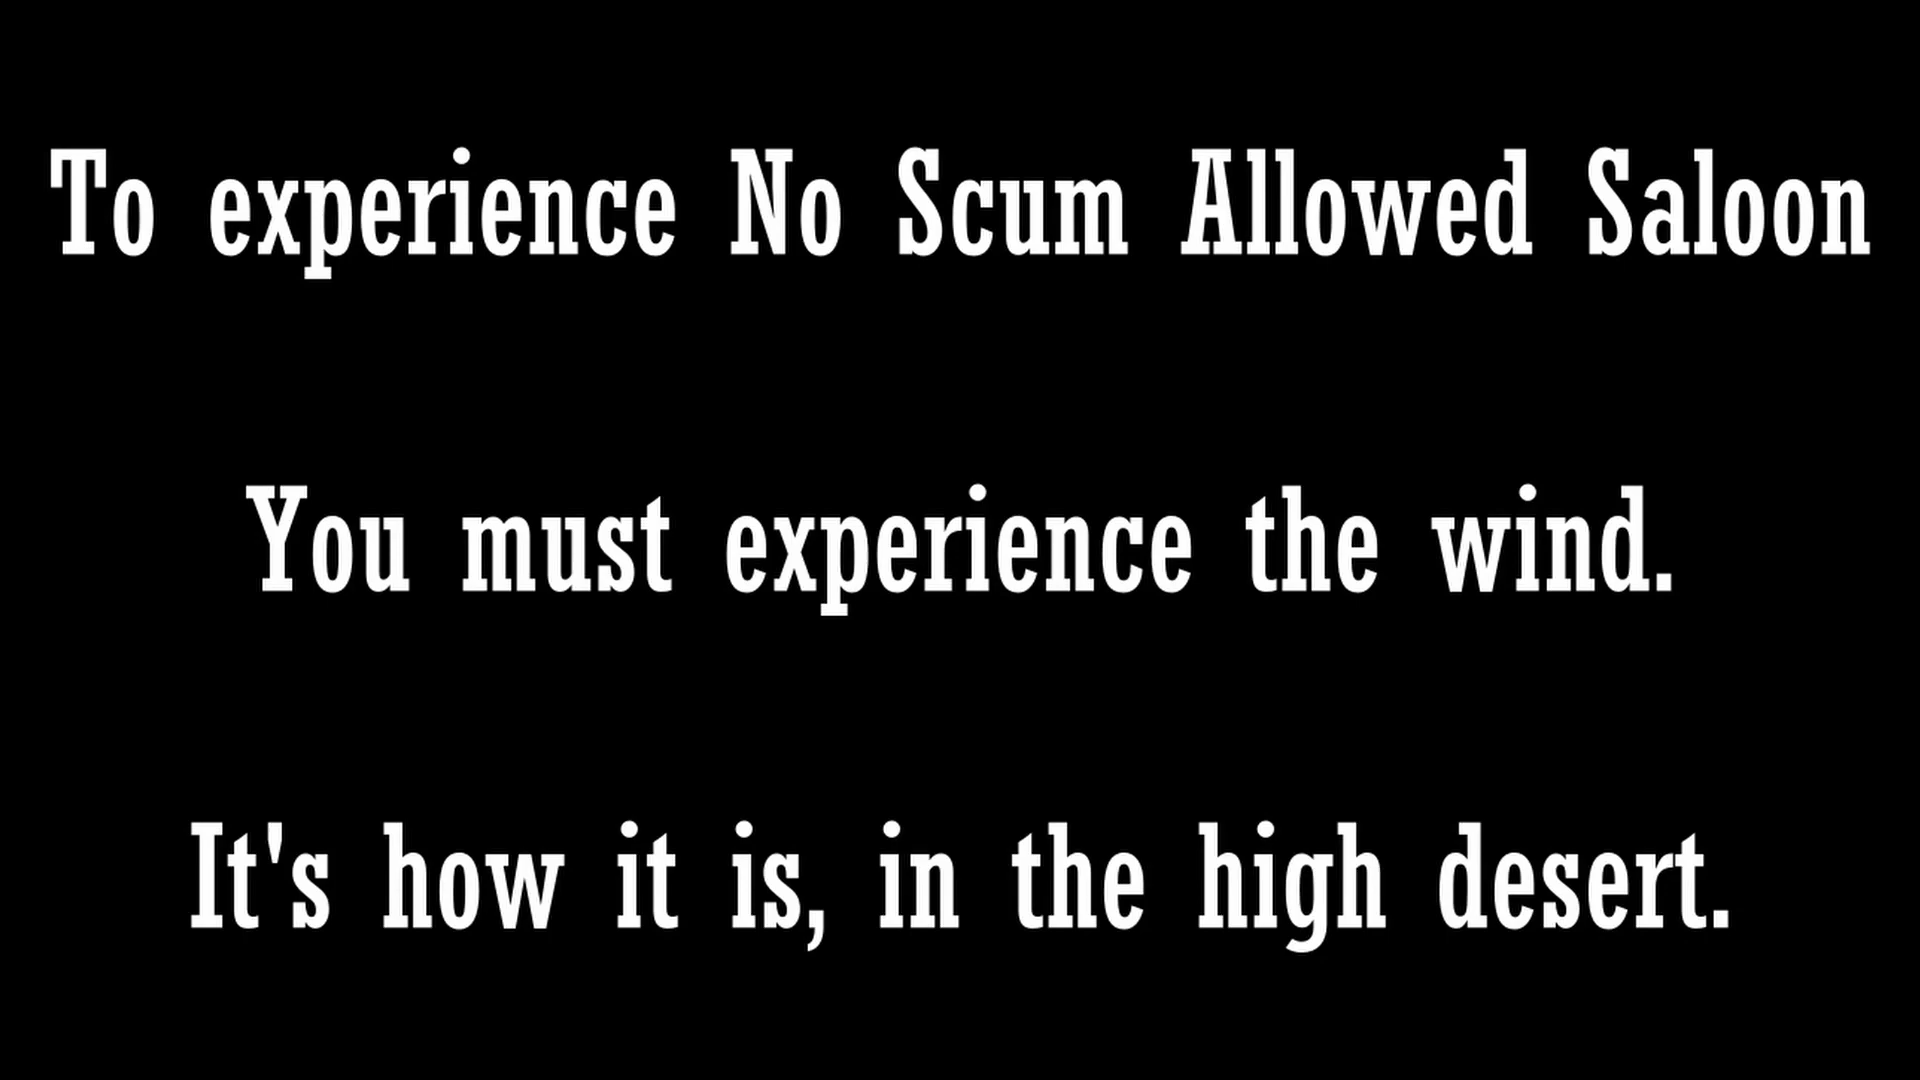 To experience No Scum Allowed Saloon
You must experience the wind.
It's how it is, in the high desert.